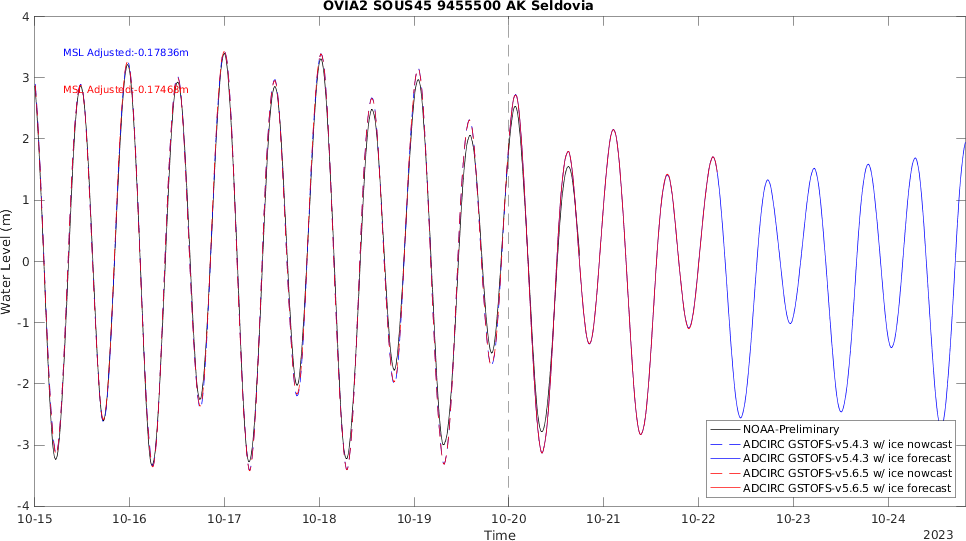 OVIA2 SOUS45 9455500 AK Seldovia
MSL Adjusted:-0.17836m
MSL Adjusted:-0.17468m
Water Level (m)
4
3
2
1
0
-1
-2
-3
-4
NOAA-Preliminary
ADCIRC GSTOFS-v5.4.3 w/ ice nowcast
ADCIRC GSTOFS-v5.4.3 w/ ice forecast
ADCIRC GSTOFS-v5.6.5 w/ ice nowcast
ADCIRC GSTOFS-v5.6.5 w/ ice forecast
10-15 10-16 10-17 10-18 10-19 10-20 10-21 10-22 10-23 10-24
Time
2023